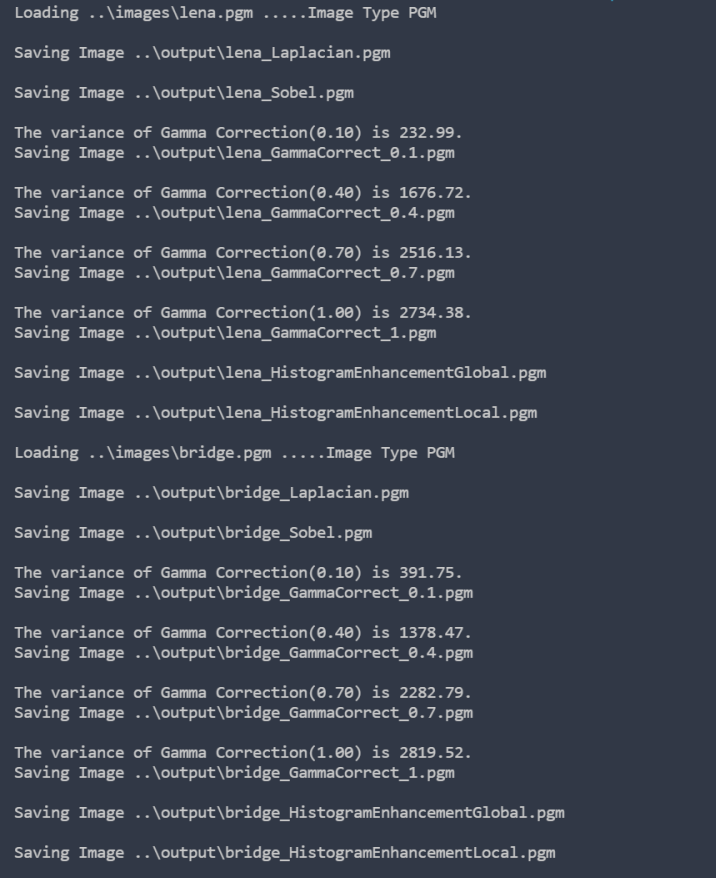 Loading ..\images\lena.pgm .....Image Type PGM
Saving Image ..\output\lena_Laplacian.pgm
Saving Image ..\output\lena_Sobel.pgm
The variance of Gamma Correction(0.10) is 232.99.
Saving Image ..\output\lena_GammaCorrect_0.1.pgm
The variance of Gamma Correction(0.40) is 1676.72.
Saving Image ..\output\lena_GammaCorrect_0.4.pgm
The variance of Gamma Correction(0.70) is 2516.13.
Saving Image ..\output\lena_GammaCorrect_0.7.pgm
The variance of Gamma Correction(1.00) is 2734.38.
Saving Image ..\output\lena_GammaCorrect_1.pgm
Saving Image ..\output\lena_HistogramEnhancementGlobal.pgm
Saving Image ..\output\lena_HistogramEnhancementLocal.pgm
Loading ..\images\bridge.pgm .....Image Type PGM
Saving Image ..\output\bridge_Laplacian.pgm
Saving Image ..\output\bridge_Sobel.pgm
The variance of Gamma Correction(0.10) is 391.75.
Saving Image ..\output\bridge_GammaCorrect_0.1.pgm
The variance of Gamma Correction(0.40) is 1378.47.
Saving Image ..\output\bridge_GammaCorrect_0.4.pgm
The variance of Gamma Correction(0.70) is 2282.79.
Saving Image ..\output\bridge_GammaCorrect_0.7.pgm
The variance of Gamma Correction(1.00) is 2819.52.
Saving Image ..\output\bridge_GammaCorrect_1.pgm
Saving Image ..\output\bridge_HistogramEnhancementGlobal.pgm
Saving Image ..\output\bridge_HistogramEnhancementLocal.pgm